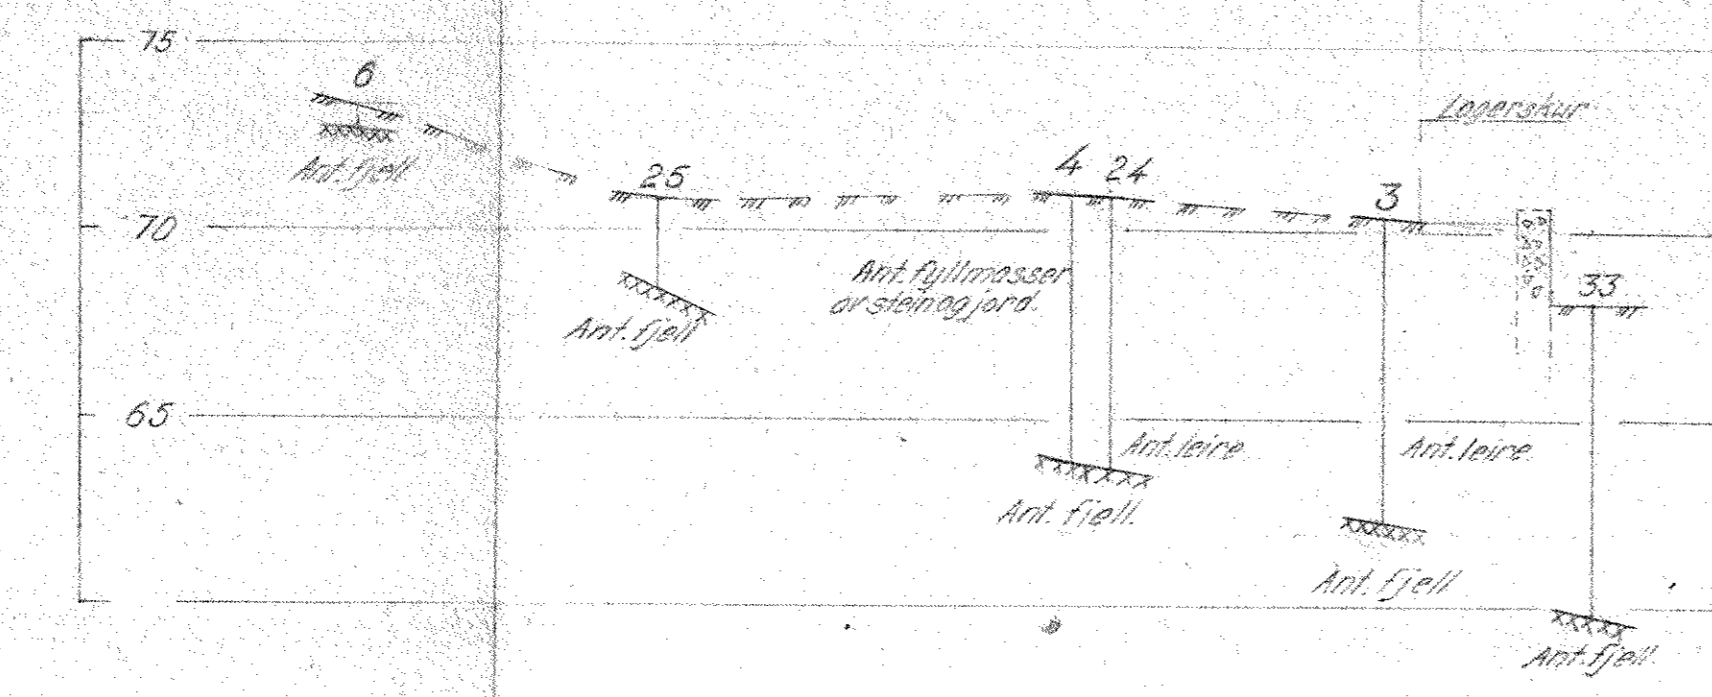 75
6
Lagerskur
Ant. fjell
25
4 24
3
70
Ant. fyllmasser
av stein og jord.
33
Ant. fjell
65
Ant. leire
Ant. leire
Ant. fjell.
Ant. fjell
Ant. fjell.